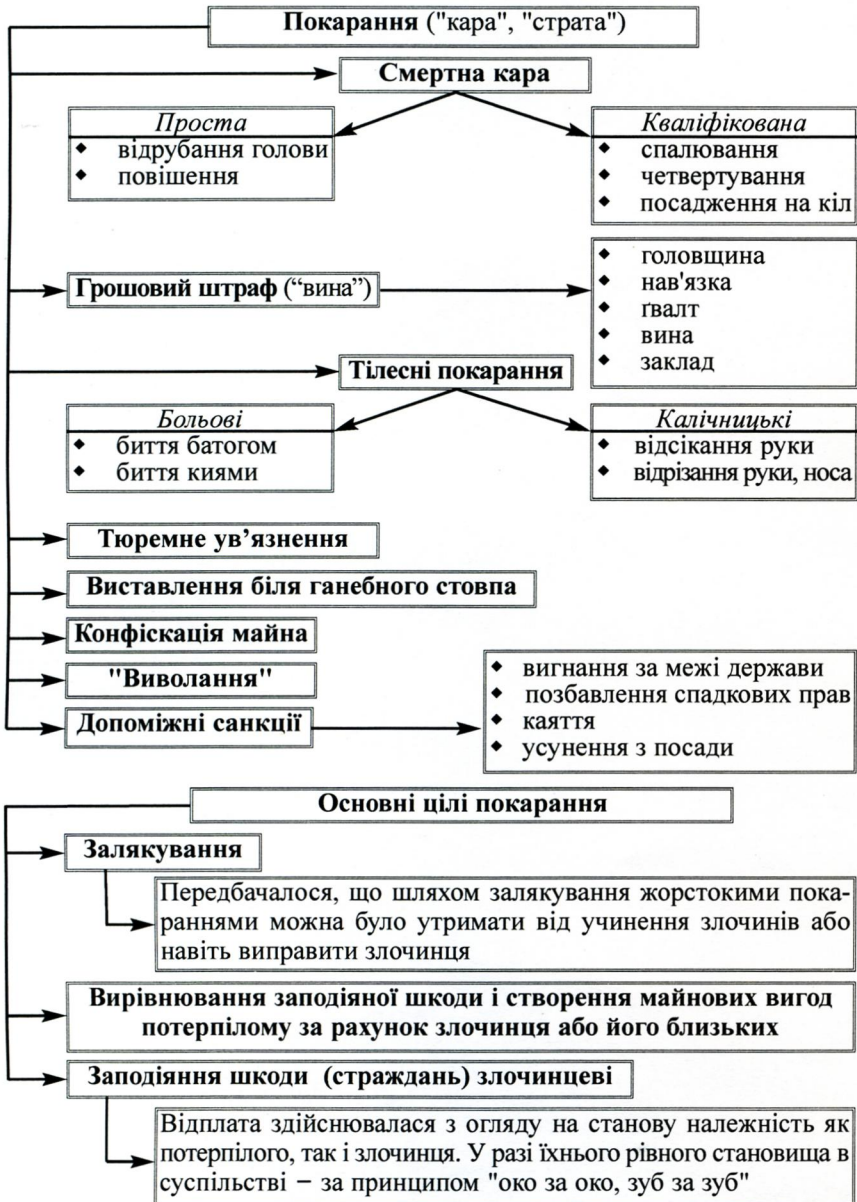 Покарання ("кара", "страта")
Смертна кара
Проста
◆ відрубання голови
◆ повішення
Кваліфікована
◆ спалювання
◆ четвертування
◆ посадження на кіл
Грошовий штраф (“вина”)
◆ головщина
◆ нав'язка
◆ ґвалт
◆ вина
◆ заклад
Тілесні покарання
Больові
◆ биття батогом
◆ биття киями
Калічницькі
◆ відсікання руки
◆ відрізання руки, носа
Тюремне ув’язнення
Виставлення біля ганебного стовпа
Конфіскація майна
"Виволання"
Допоміжні санкції
◆ вигнання за межі держави
◆ позбавлення спадкових прав
◆ каяття
◆ усунення з посади
Основні цілі покарання
Залякування
Передбачалося, що шляхом залякування жорстокими пока-
раннями можна було утримати від учинення злочинів або
навіть виправити злочинця
Вирівнювання заподіяної шкоди і створення майнових вигод
потерпілому за рахунок злочинця або його близьких
Заподіяння шкоди (страждань) злочинцеві
Відплата здійснювалася з огляду на станову належність як
потерпілого, так і злочинця. У разі їхнього рівного становища в
суспільстві – за принципом "око за око, зуб за зуб"